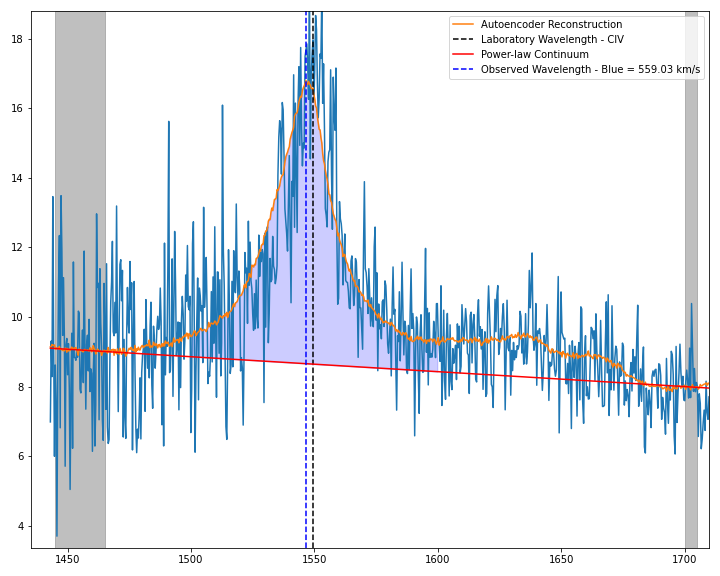 Autoencoder Reconstruction
Laboratory Wavelength - CIV
Power-law Continuum
Observed Wavelength - Blue = 559.03 km/s
18
16
14
12
10
8
6
4
1450 1500 1550 1600 1650 1700